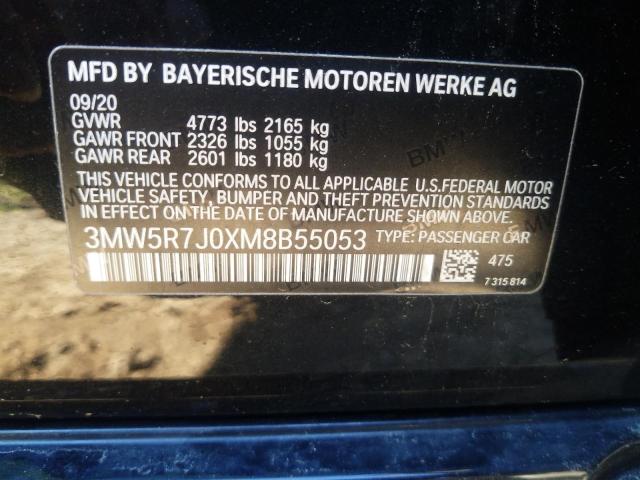 MFD BY BAYERISCHE MOTOREN WERKE AG
09/20
GVWR 4773 lbs 2165 kg
GAWR FRONT 2326 lbs 1055 kg
GAWR REAR 2601 lbs 1180 kg
THIS VEHICLE CONFORMS TO ALL APPLICABLE U.S.FEDERAL MOTOR
VEHICLE SAFETY, BUMPER AND THEFT PREVENTION STANDARDS
IN EFFECT ON THE DATE OF MANUFACTURE SHOWN ABOVE.
3MW5R7J0XM8B55053 TYPE: PASSENGER CAR
475
7 315 814